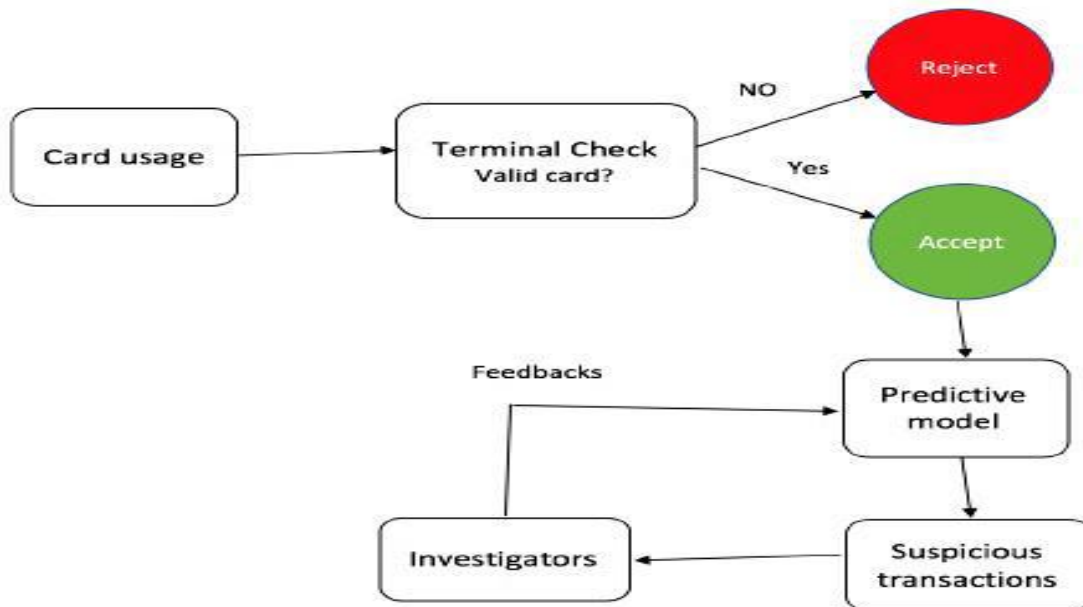 Reject
NO
Card usage
Terminal Check
Valid card?
Yes
Accept
Feedbacks
Predictive
model
Investigators
Suspicious
transactions